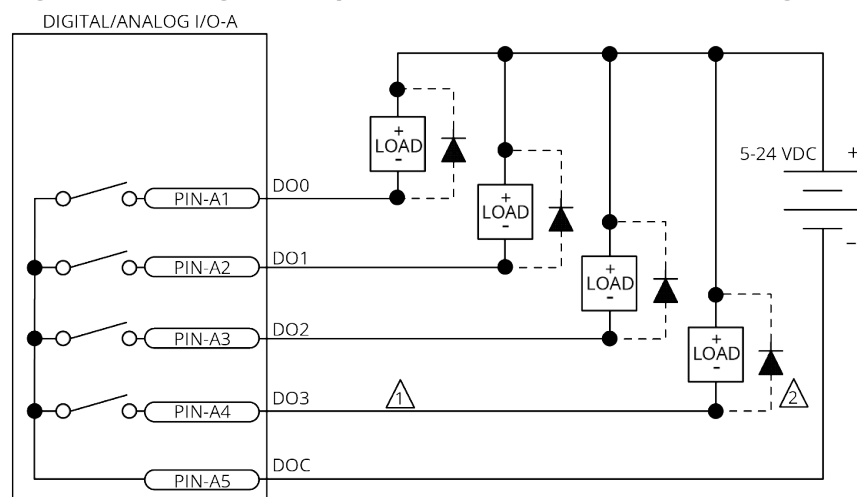 DIGITAL/ANALOG I/O-A
+
LOAD
-
5-24 VDC
+
-
PIN-A1
DO0
+
LOAD
-
PIN-A2
DO1
+
LOAD
-
PIN-A3
DO2
+
LOAD
-
PIN-A4
DO3
1
2
PIN-A5
DOC